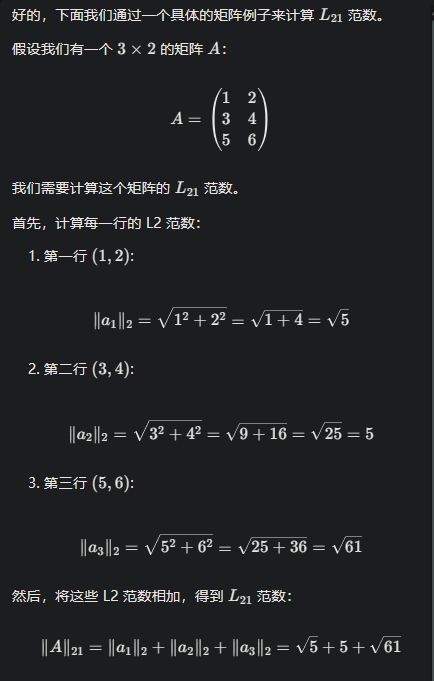 好的，下面我们通过一个具体的矩阵例子来计算 $L_{21}$ 范数。
假设我们有一个 $3 \times 2$ 的矩阵 $A$：
$A = \begin{pmatrix} 1 & 2 \\ 3 & 4 \\ 5 & 6 \end{pmatrix}$
我们需要计算这个矩阵的 $L_{21}$ 范数。
首先，计算每一行的 L2 范数：
1. 第一行 $(1, 2)$:
$\|a_1\|_2 = \sqrt{1^2 + 2^2} = \sqrt{1 + 4} = \sqrt{5}$
2. 第二行 $(3, 4)$:
$\|a_2\|_2 = \sqrt{3^2 + 4^2} = \sqrt{9 + 16} = \sqrt{25} = 5$
3. 第三行 $(5, 6)$:
$\|a_3\|_2 = \sqrt{5^2 + 6^2} = \sqrt{25 + 36} = \sqrt{61}$
然后，将这些 L2 范数相加，得到 $L_{21}$ 范数：
$\|A\|_{21} = \|a_1\|_2 + \|a_2\|_2 + \|a_3\|_2 = \sqrt{5} + 5 + \sqrt{61}$